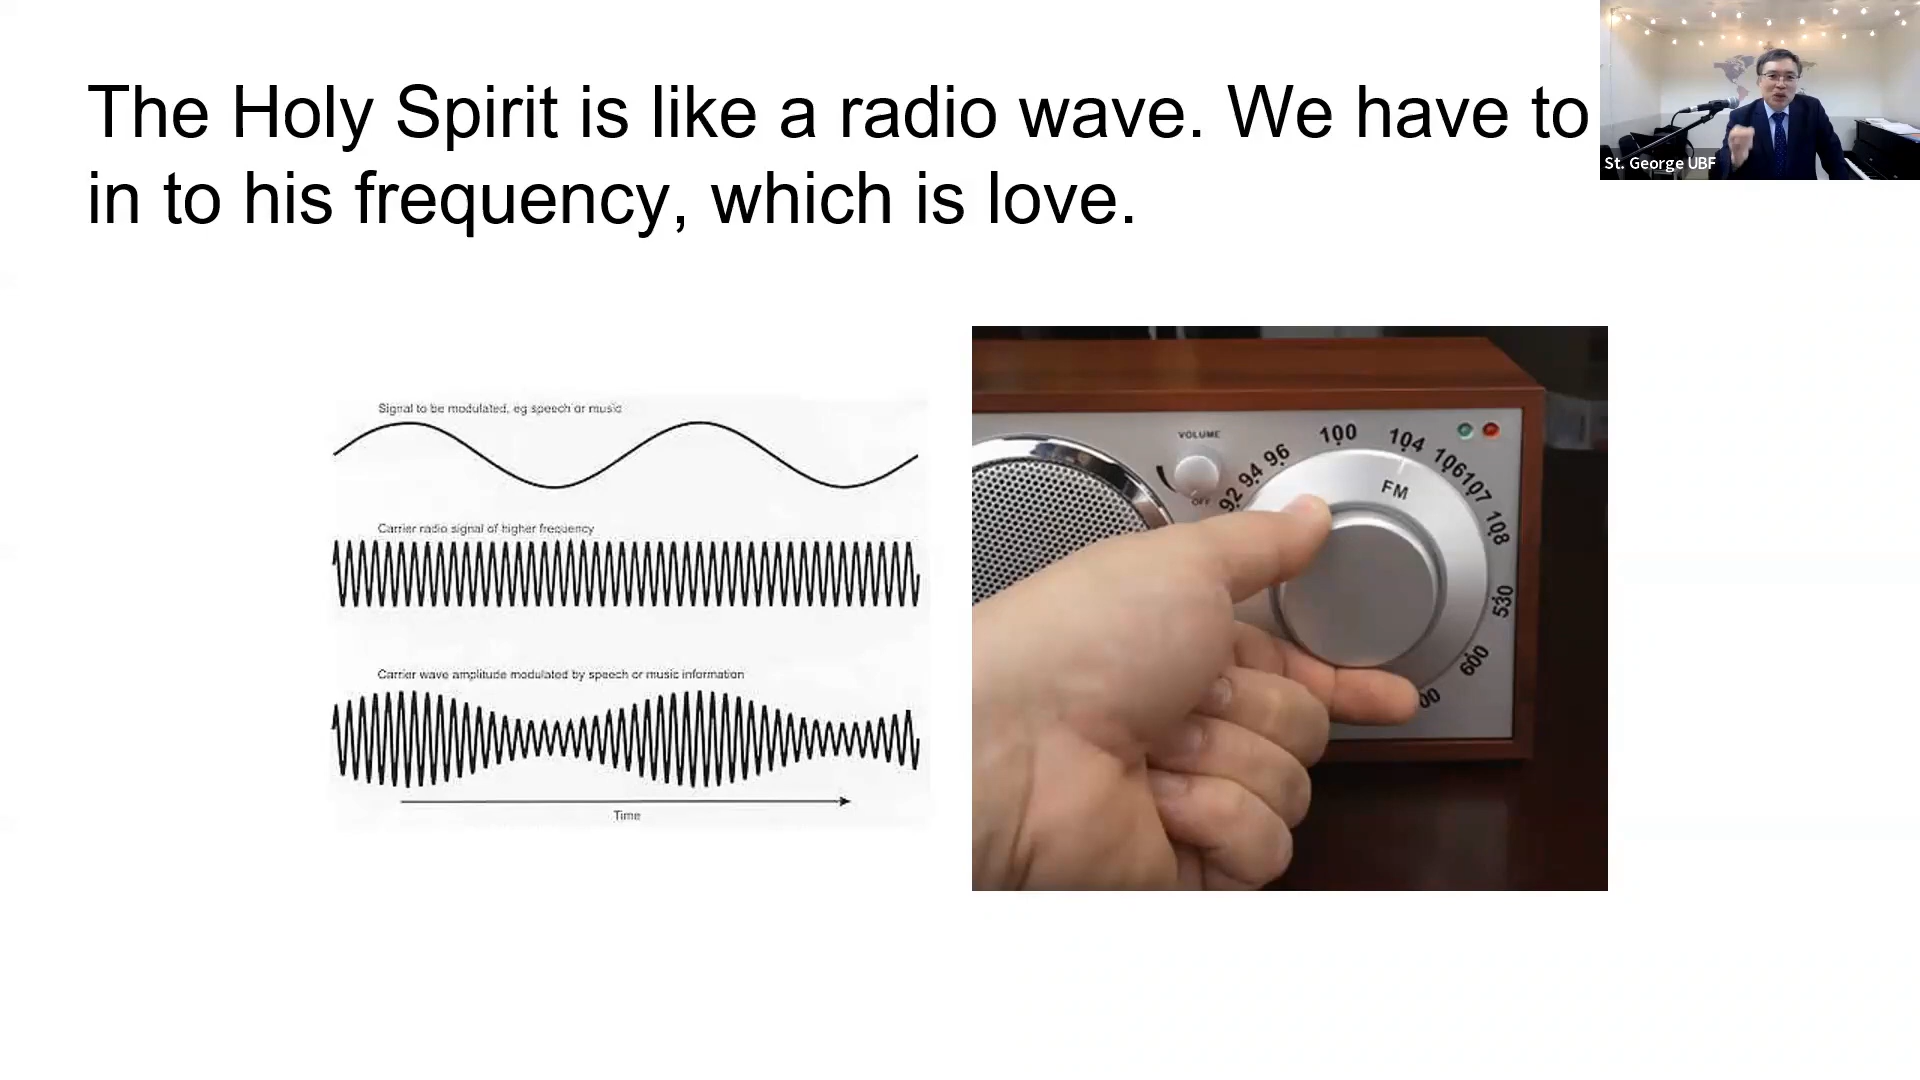 The Holy Spirit is like a radio wave. We have to
in to his frequency, which is love.
St. George UBF
Signal to be modulated, eg speech or music
Carrier radio signal of higher frequency
Carrier wave amplitude modulated by speech or music information
Time
VOLUME
OFF
92 94 96 100 104 106 107 108
FM
530
600
00